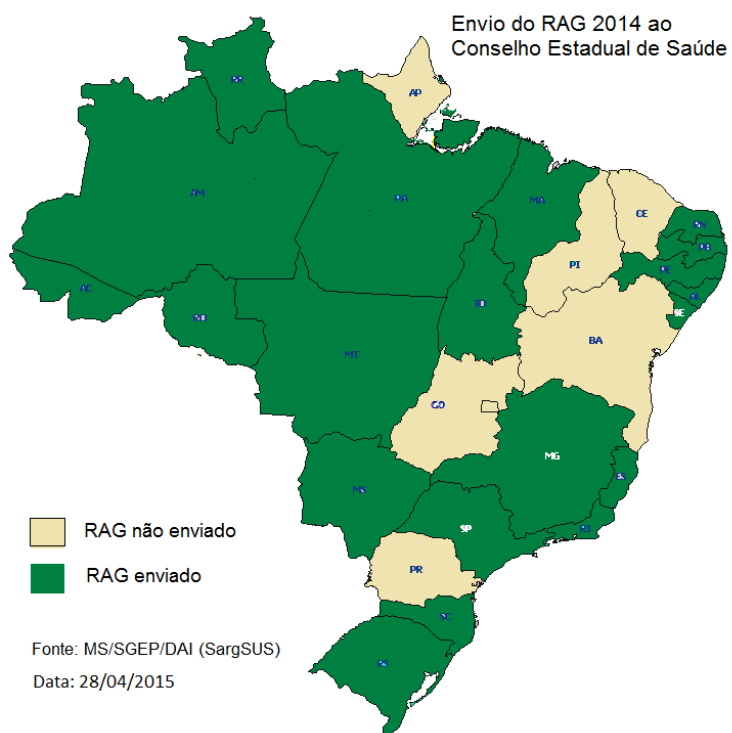 Envio do RAG 2014 ao
Conselho Estadual de Saúde
RR
AP
AM
PA
MA
CE
RN
PB
PI
PE
AC
TO
AL
SE
RO
BA
MT
GO
MG
ES
MS
SP
RJ
RAG não enviado
PR
RAG enviado
SC
Fonte: MS/SGEP/DAI (SargSUS)
RS
Data: 28/04/2015